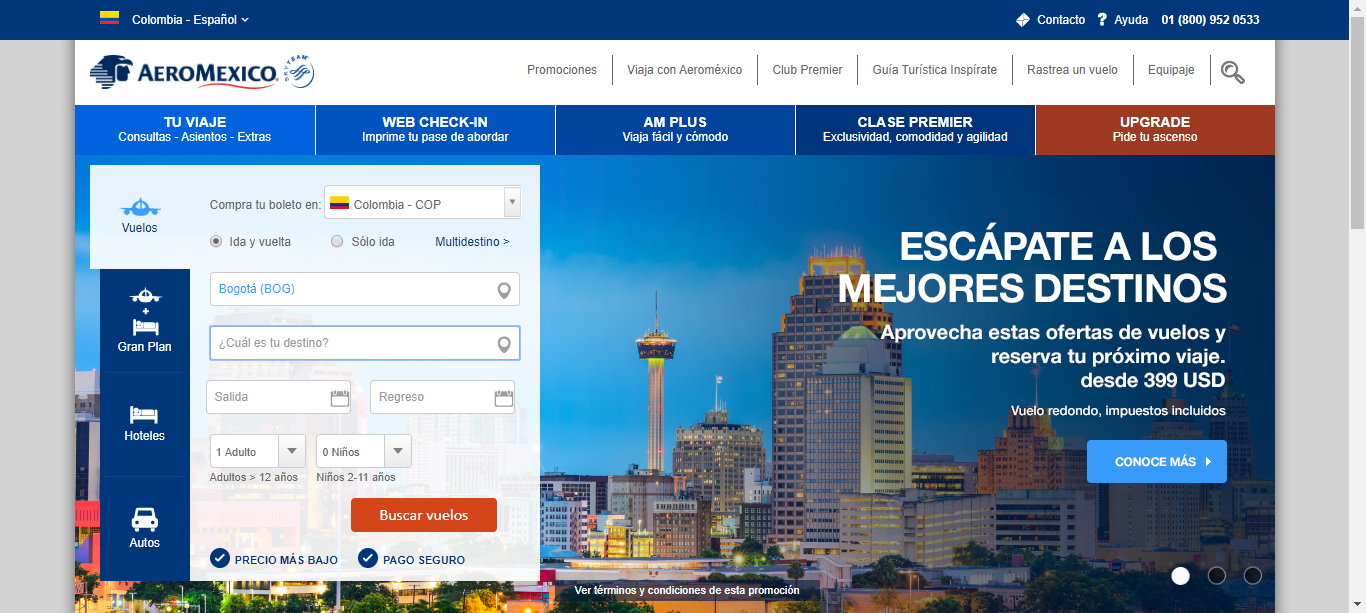 Colombia - Español
Contacto
Ayuda
01 (800) 952 0533
AEROMEXICO.
SKYTEAM
Promociones
Viaja con Aeroméxico
Club Premier
Guía Turística Inspírate
Rastrea un vuelo
Equipaje
TU VIAJE
Consultas - Asientos - Extras
WEB CHECK-IN
Imprime tu pase de abordar
AM PLUS
Viaja fácil y cómodo
CLASE PREMIER
Exclusividad, comodidad y agilidad
UPGRADE
Pide tu ascenso
Vuelos
+
Gran Plan
Hoteles
Autos
Compra tu boleto en:
Colombia - COP
Ida y vuelta
Sólo ida
Multidestino >
Bogotá (BOG)
¿Cuál es tu destino?
Salida
Regreso
1 Adulto
0 Niños
Adultos > 12 años
Niños 2-11 años
Buscar vuelos
PRECIO MÁS BAJO
PAGO SEGURO
ESCÁPATE A LOS
MEJORES DESTINOS
Aprovecha estas ofertas de vuelos y
reserva tu próximo viaje.
desde 399 USD
Vuelo redondo, impuestos incluidos
CONOCE MÁS
Ver términos y condiciones de esta promoción